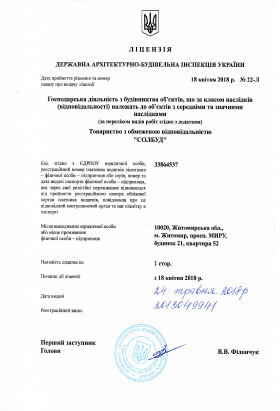 ЛІЦЕНЗІЯ
ДЕРЖАВНА АРХІТЕКТУРНО-БУДІВЕЛЬНА ІНСПЕКЦІЯ УКРАЇНИ
Дата прийняття рішення та номер
наказу про видачу ліцензії
18 квітня 2018 р. № 22-Л
Господарська діяльність з будівництва об'єктів, що за класом наслідків
(відповідальності) належать до об'єктів з середніми та значними
наслідками
(за переліком видів робіт згідно з додатком)
Товариство з обмеженою відповідальністю
"СОЛБУД"
Код згідно з ЄДРПОУ юридичної особи,
реєстраційний номер облікової картки платника податків
– фізичної особи – підприємця або серія, номер та
дата видачі паспорта фізичної особи – підприємця,
що через свої релігійні переконання відмовилася
від прийняття реєстраційного номера облікової
картки платника податків, повідомила про це
відповідний контролюючий орган та має відмітку в
паспорті
33864537
Місцезнаходження юридичної особи
або місце проживання
фізичної особи – підприємця
10020, Житомирська обл.,
м. Житомир, просп. МИРУ,
будинок 21, квартира 52
Наявність додатка
1 стор.
Початок дії ліцензії
з 18 квітня 2018 р.
Дата видачі
24 травня 2018р
Реєстраційний запис
2013049941
Перший заступник
Голови
В.В. Філончук